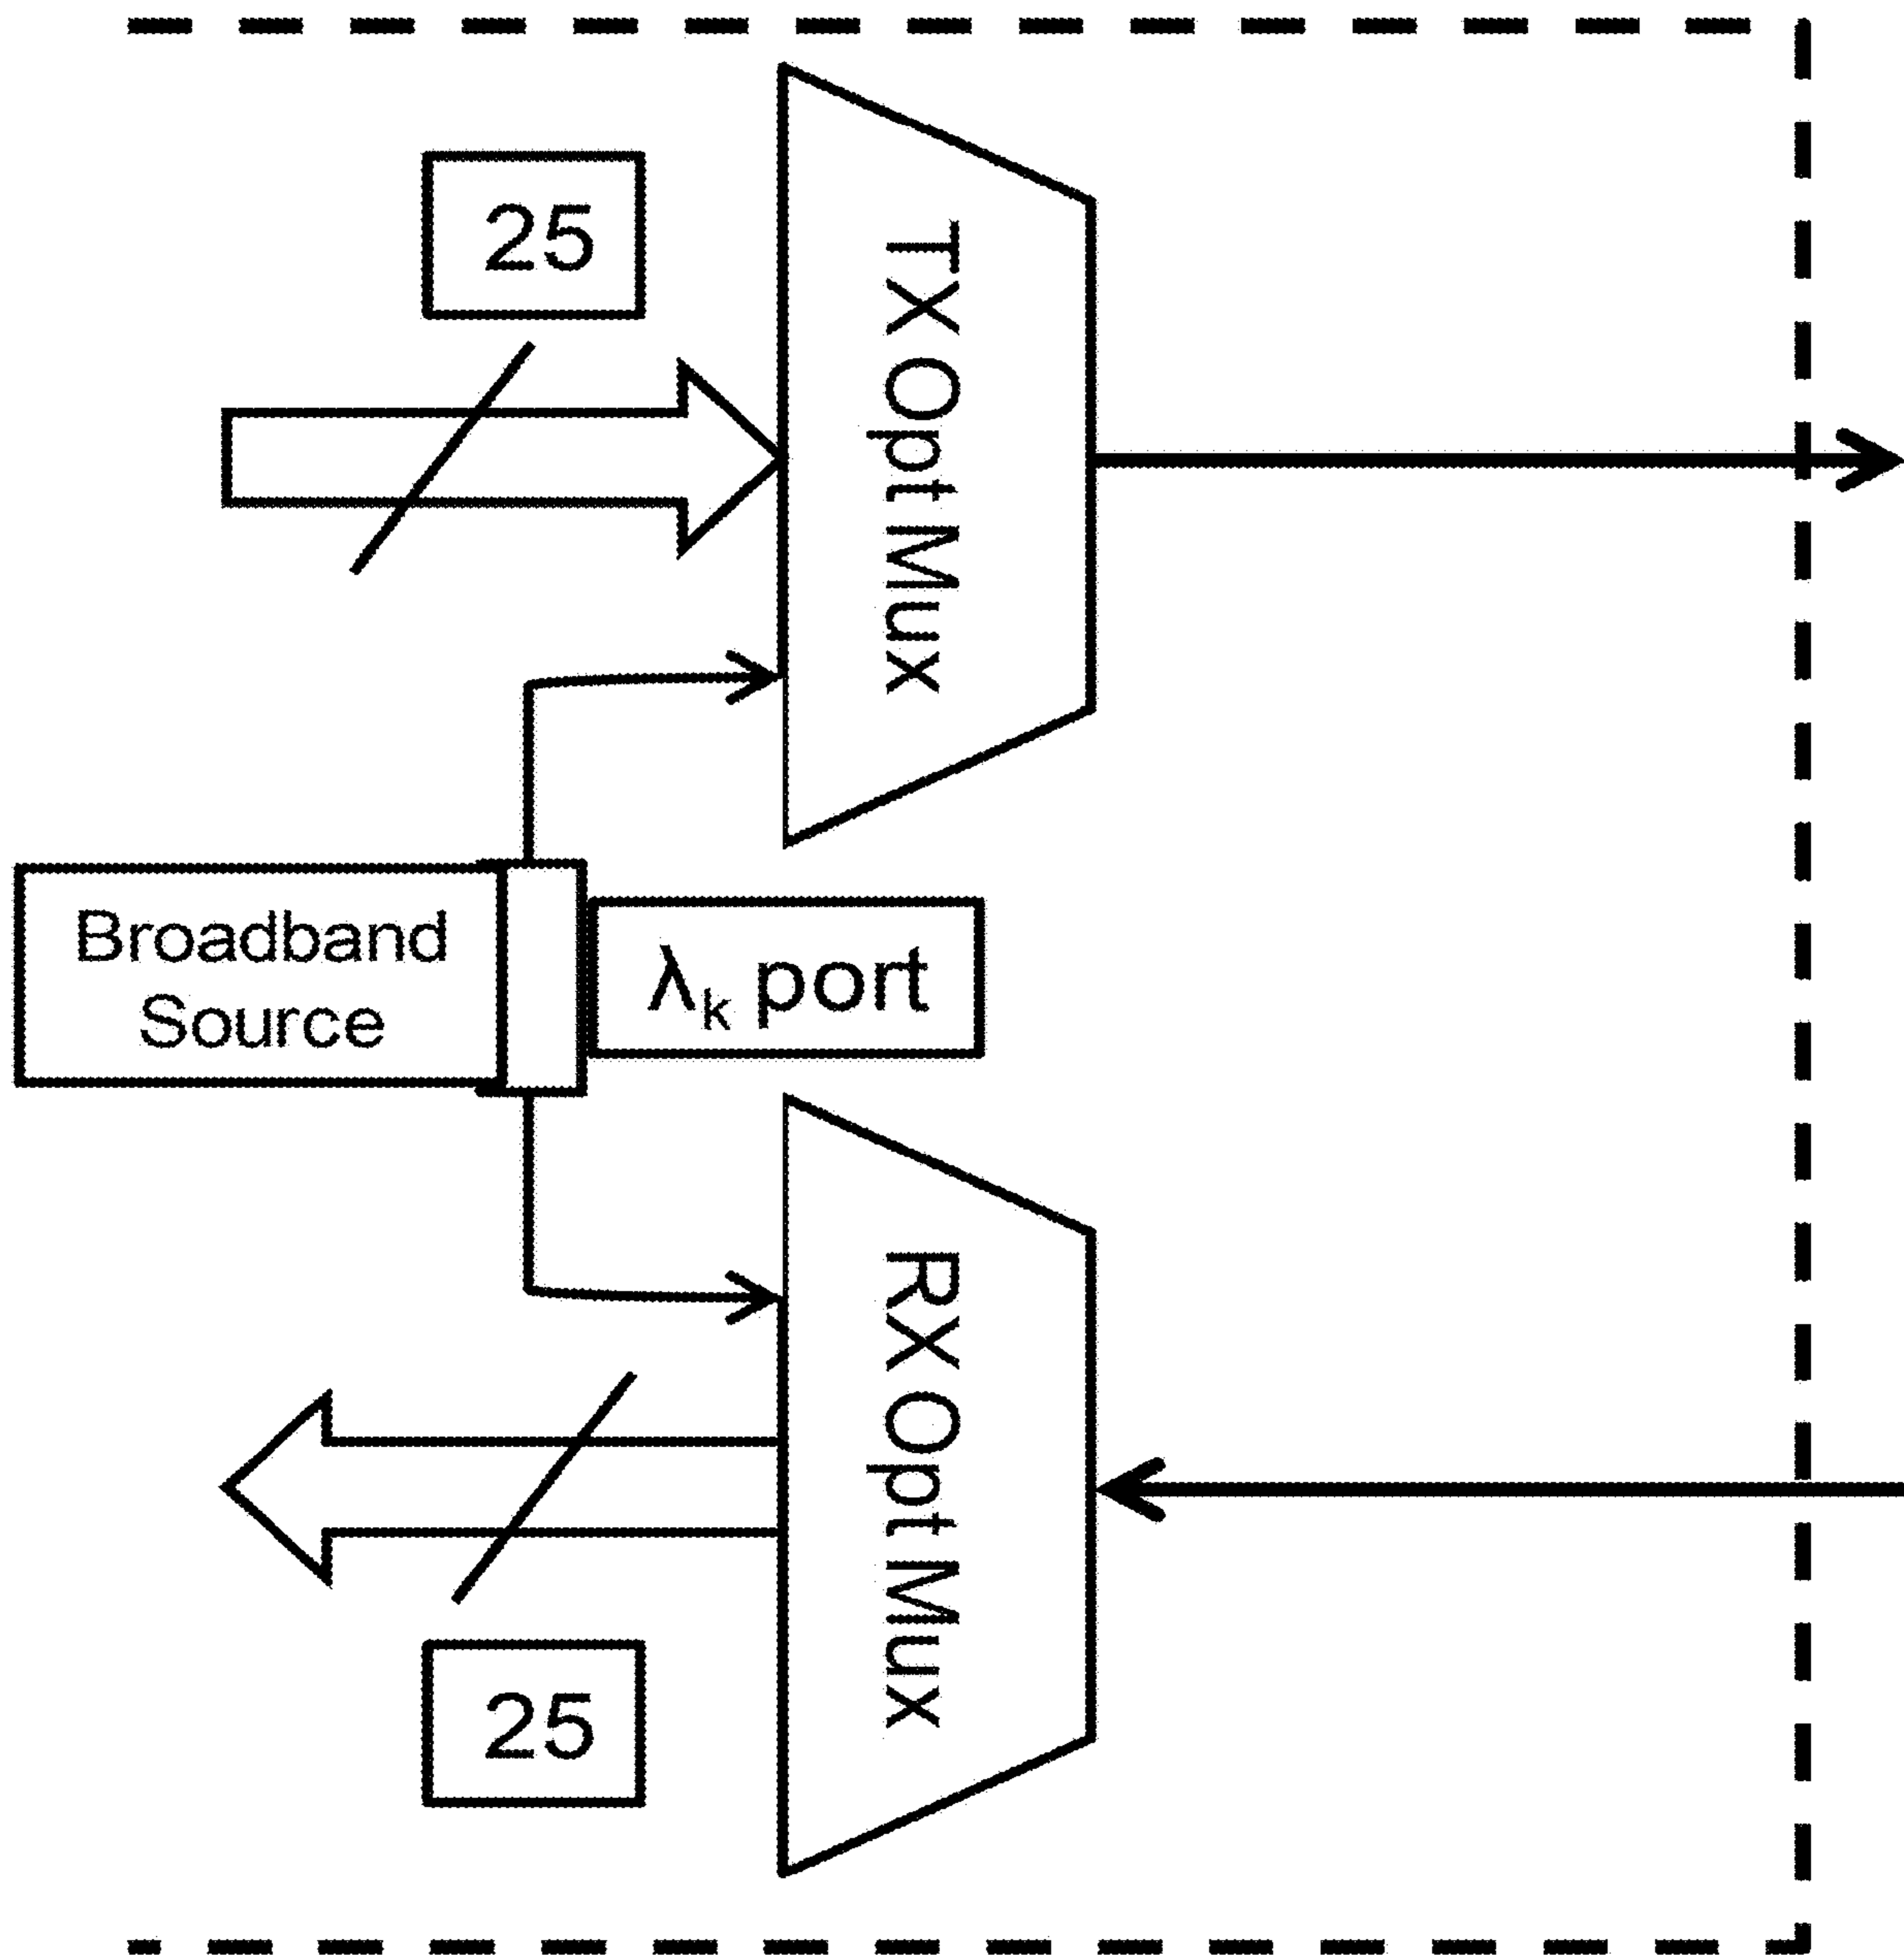 25
TX Opt Mux
Broadband
Source
λk port
RX Opt Mux
25